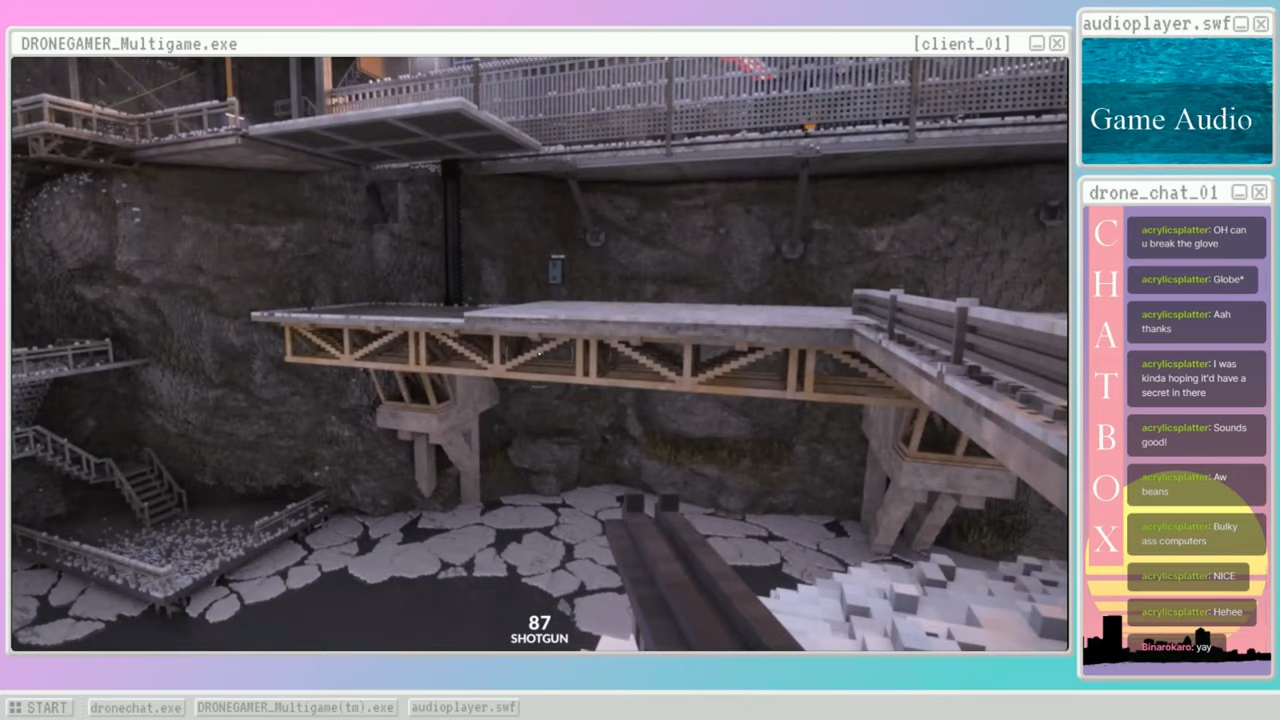 DRONEGAMER_Multigame.exe
[client_01]
87
SHOTGUN
audioplayer.swf
Game Audio
drone_chat_01
CHATBOX
acrylicsplatter: OH can
u break the glove
acrylicsplatter: Globe*
acrylicsplatter: Aah
thanks
acrylicsplatter: I was
kinda hoping it'd have a
secret in there
acrylicsplatter: Sounds
good!
acrylicsplatter: Aw
beans
acrylicsplatter: Bulky
ass computers
acrylicsplatter: NICE
acrylicsplatter: Hehee
Binarokaro: yay
START
dronechat.exe
DRONEGAMER_Multigame(tm).exe
audioplayer.swf